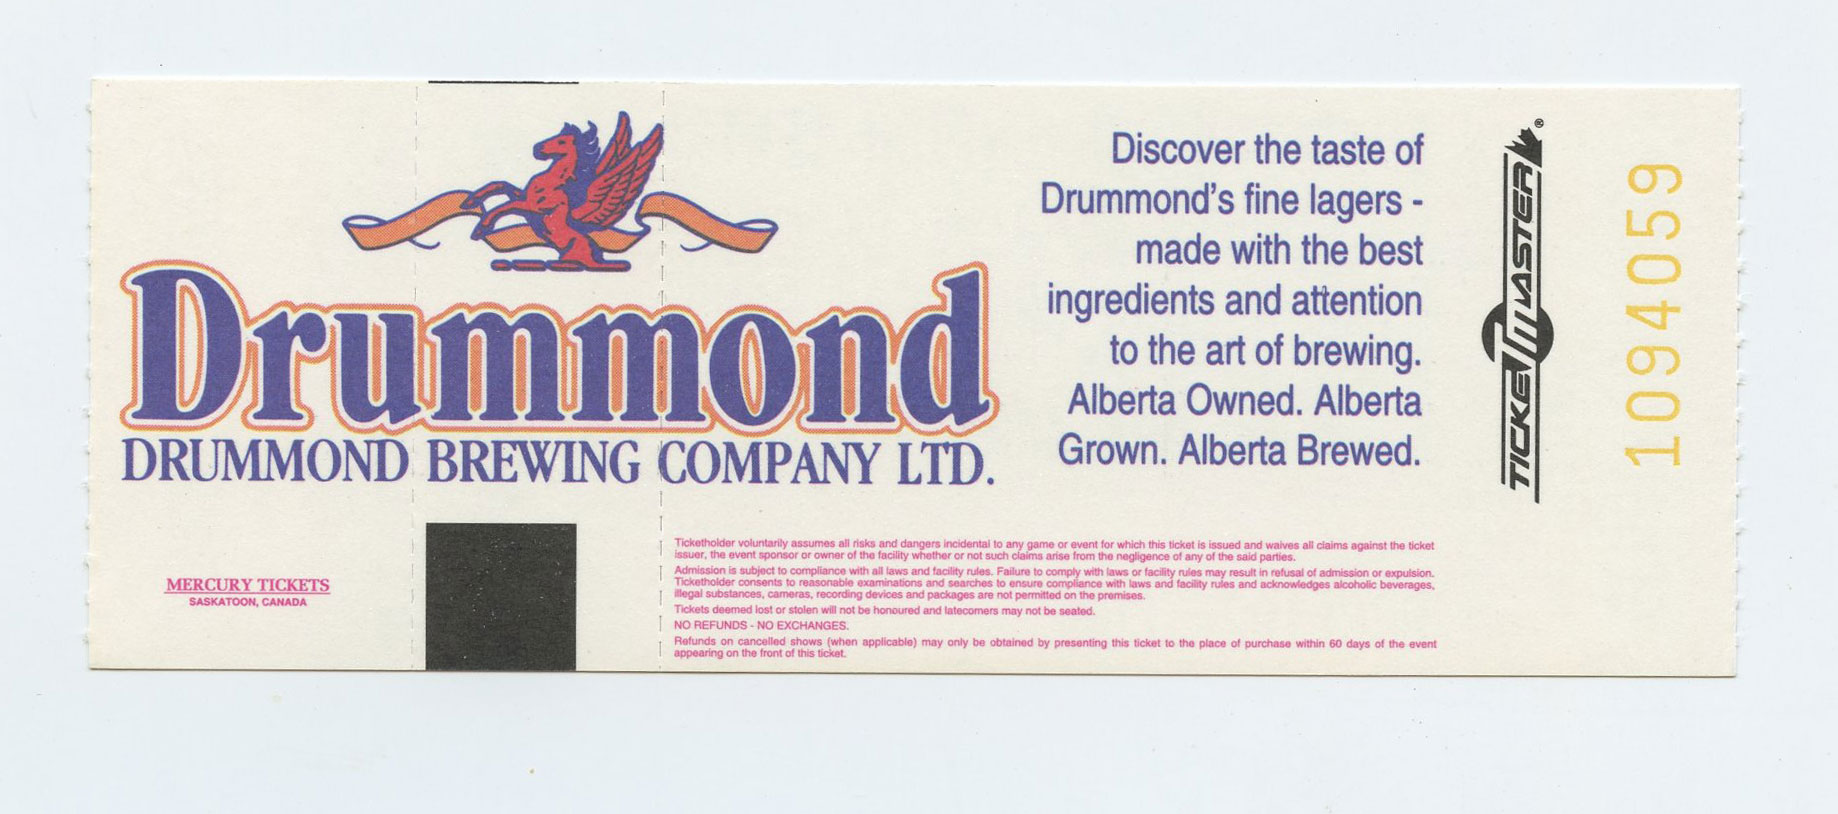 Drummond
DRUMMOND BREWING COMPANY LTD.
Discover the taste of
Drummond's fine lagers -
made with the best
ingredients and attention
to the art of brewing.
Alberta Owned. Alberta
Grown. Alberta Brewed.
TICKETMASTER®
1094059
MERCURY TICKETS
SASKATOON, CANADA
Ticketholder voluntarily assumes all risks and dangers incidental to any game or event for which this ticket is issued and waives all claims against the ticket
issuer, the event sponsor or owner of the facility whether or not such claims arise from the negligence of any of the said parties.
Admission is subject to compliance with all laws and facility rules. Failure to comply with laws or facility rules may result in refusal of admission or expulsion.
Ticketholder consents to reasonable examinations and searches to ensure compliance with laws and facility rules and acknowledges alcoholic beverages,
illegal substances, cameras, recording devices and packages are not permitted on the premises.
Tickets deemed lost or stolen will not be honoured and latecomers may not be seated.
NO REFUNDS - NO EXCHANGES.
Refunds on cancelled shows (when applicable) may only be obtained by presenting this ticket to the place of purchase within 60 days of the event
appearing on the front of this ticket.